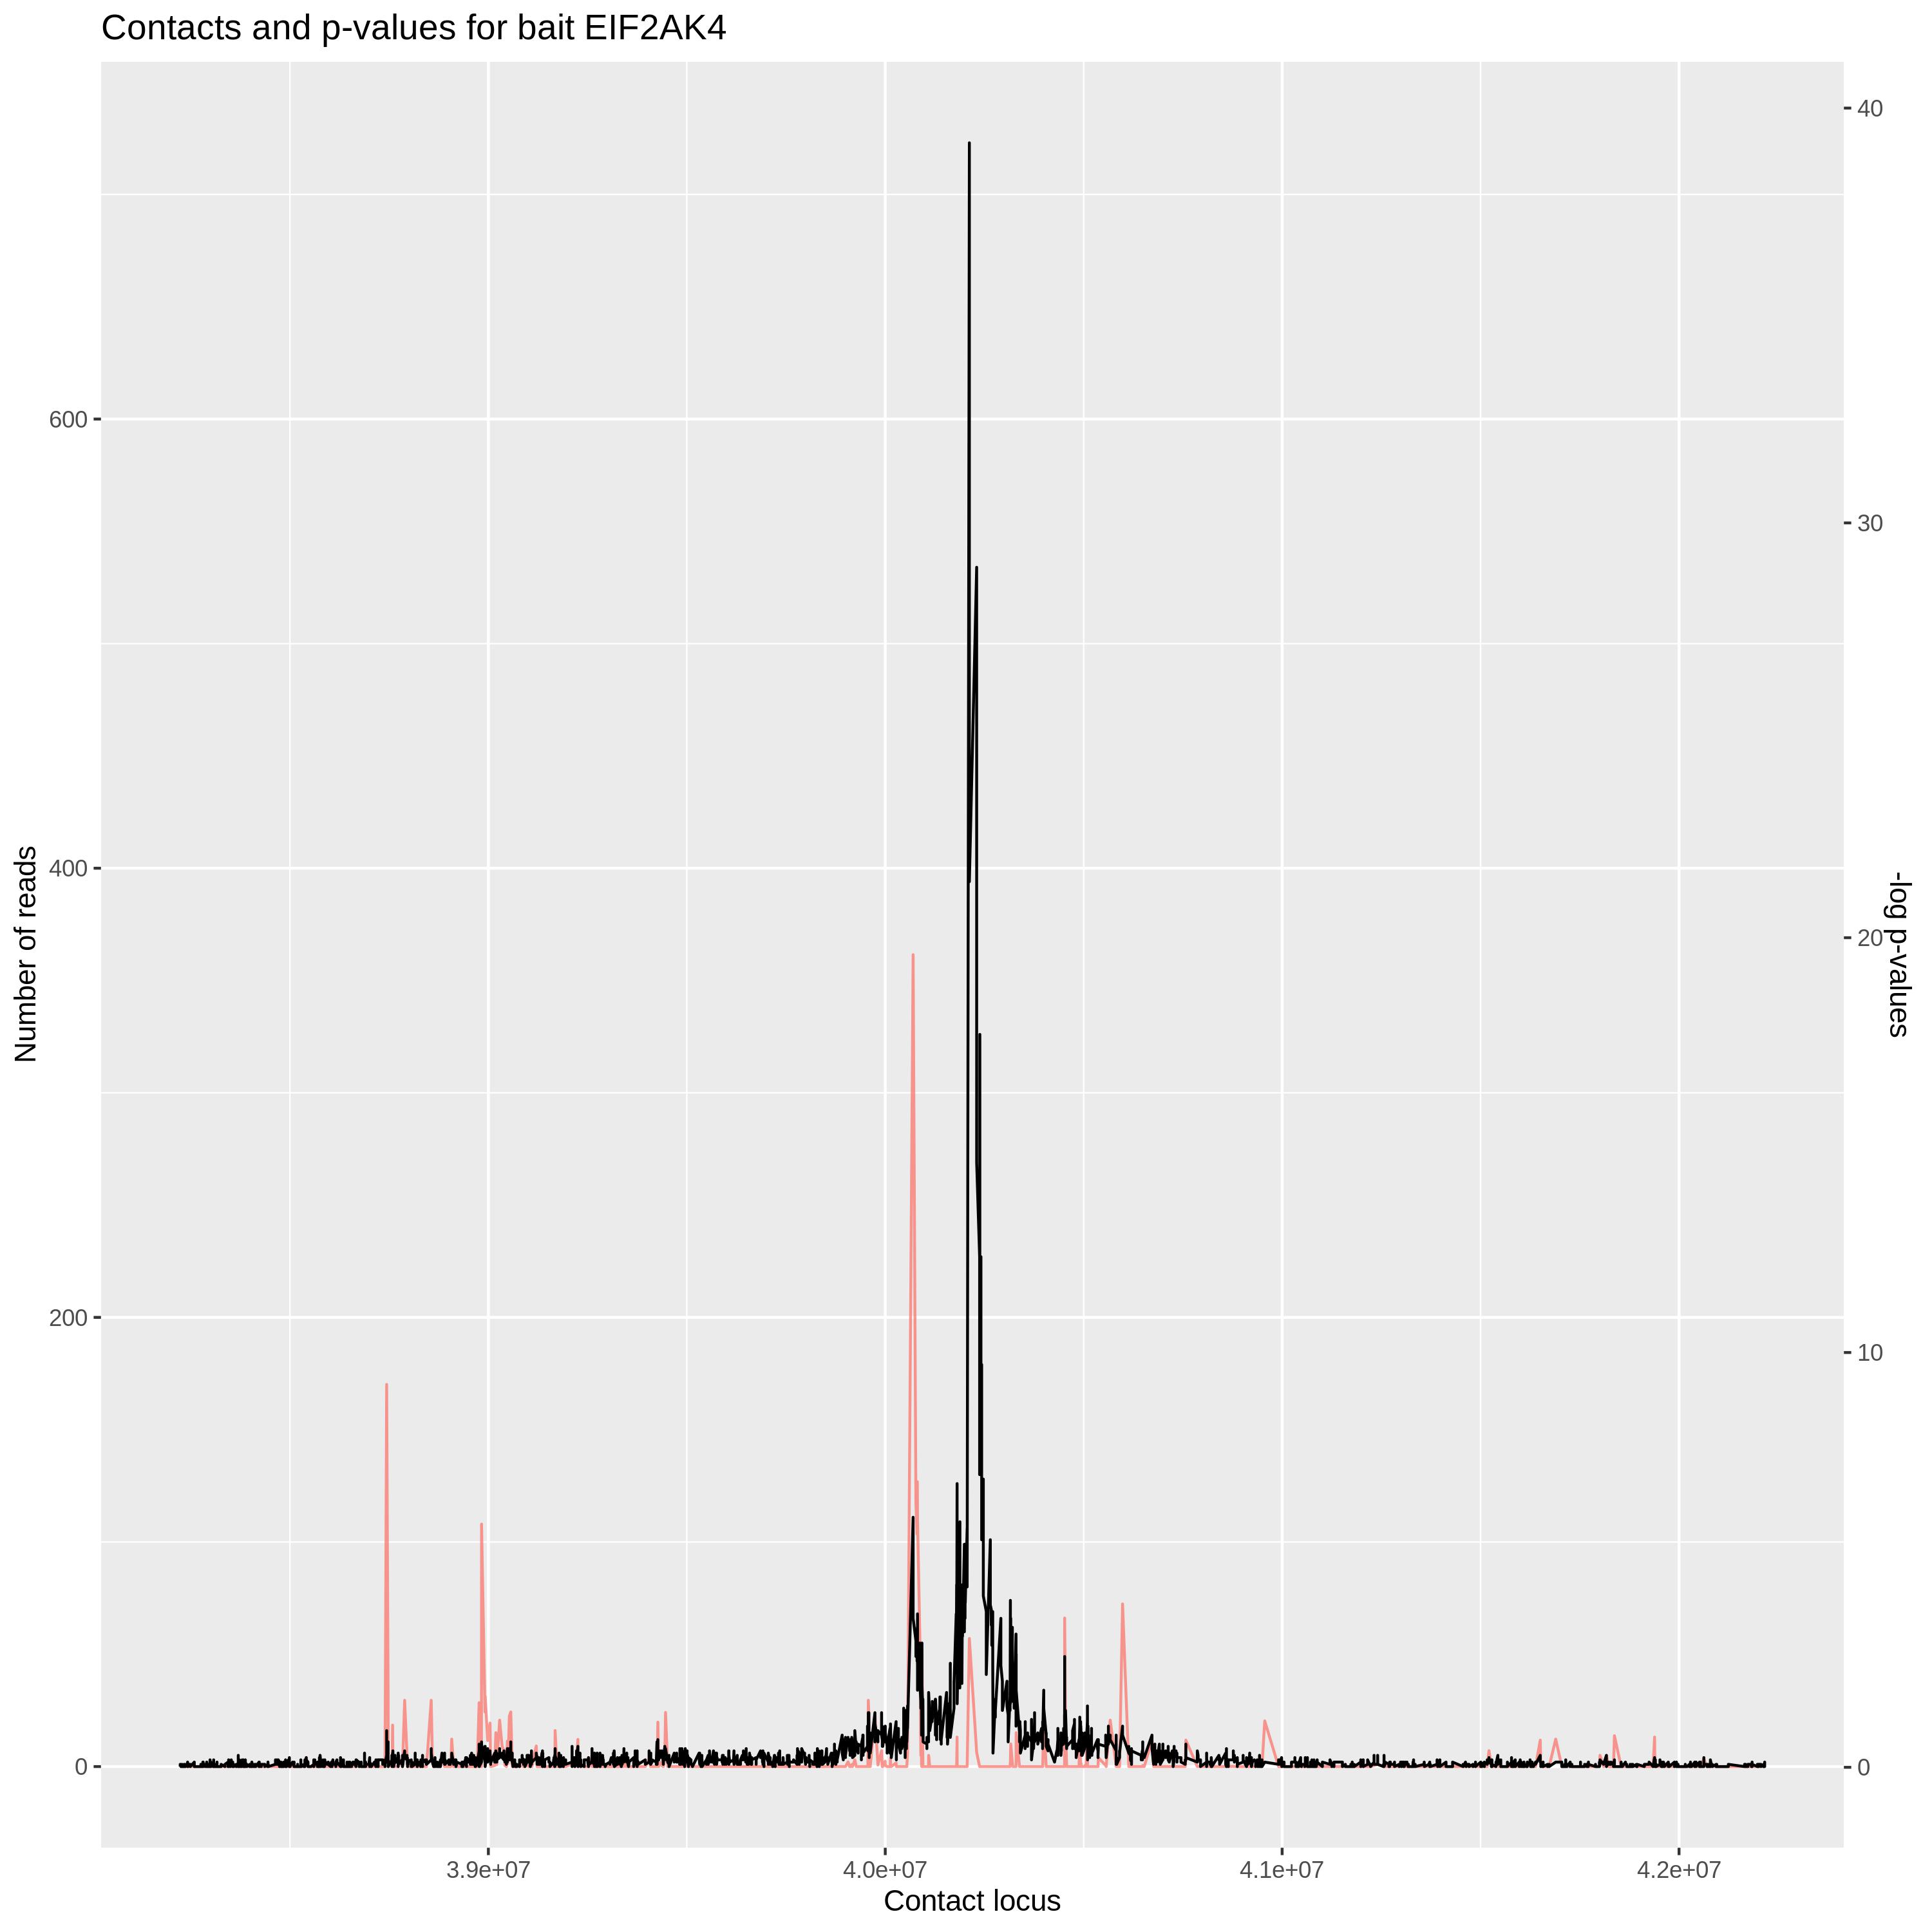 Contacts and p-values for bait EIF2AK4
Number of reads
600
400
200
0
40
30
20
10
0
-log p-values
3.9e+07
4.0e+07
4.1e+07
4.2e+07
Contact locus